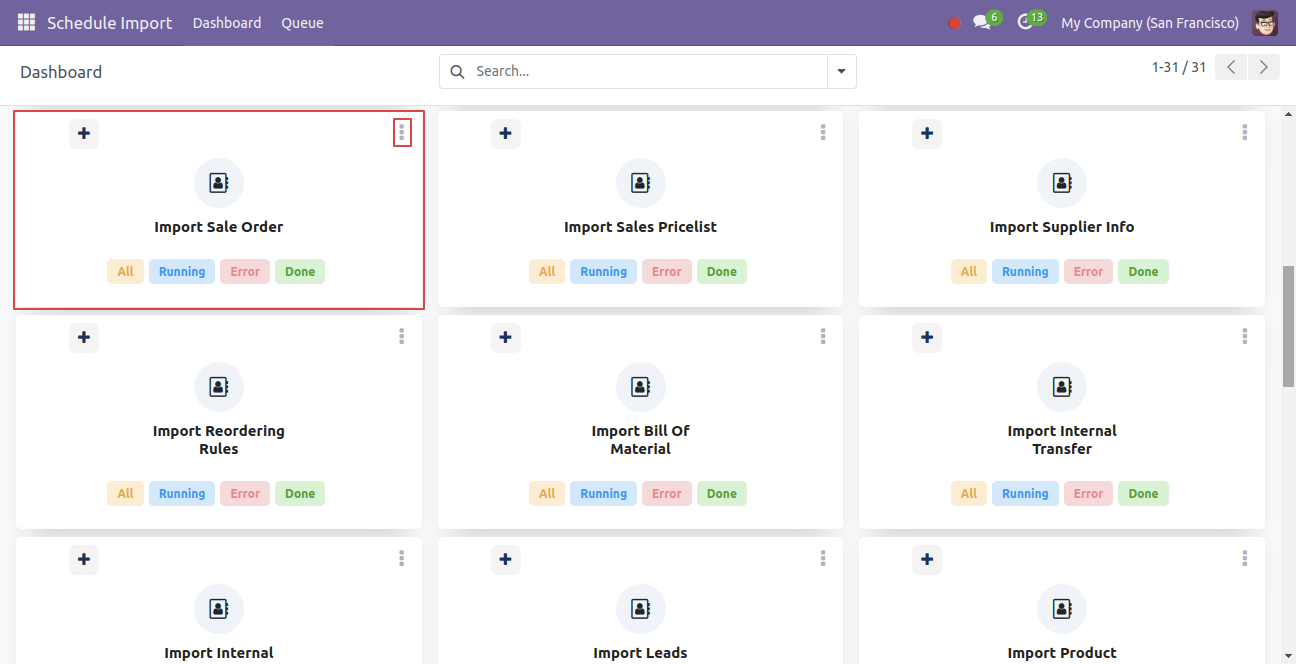 Schedule Import Dashboard Queue 6 13 My Company (San Francisco)
Dashboard Search... 1-31 / 31
Import Sale Order
All Running Error Done
Import Sales Pricelist
All Running Error Done
Import Supplier Info
All Running Error Done
Import Reordering
Rules
All Running Error Done
Import Bill Of
Material
All Running Error Done
Import Internal
Transfer
All Running Error Done
Import Internal
Import Leads
Import Product